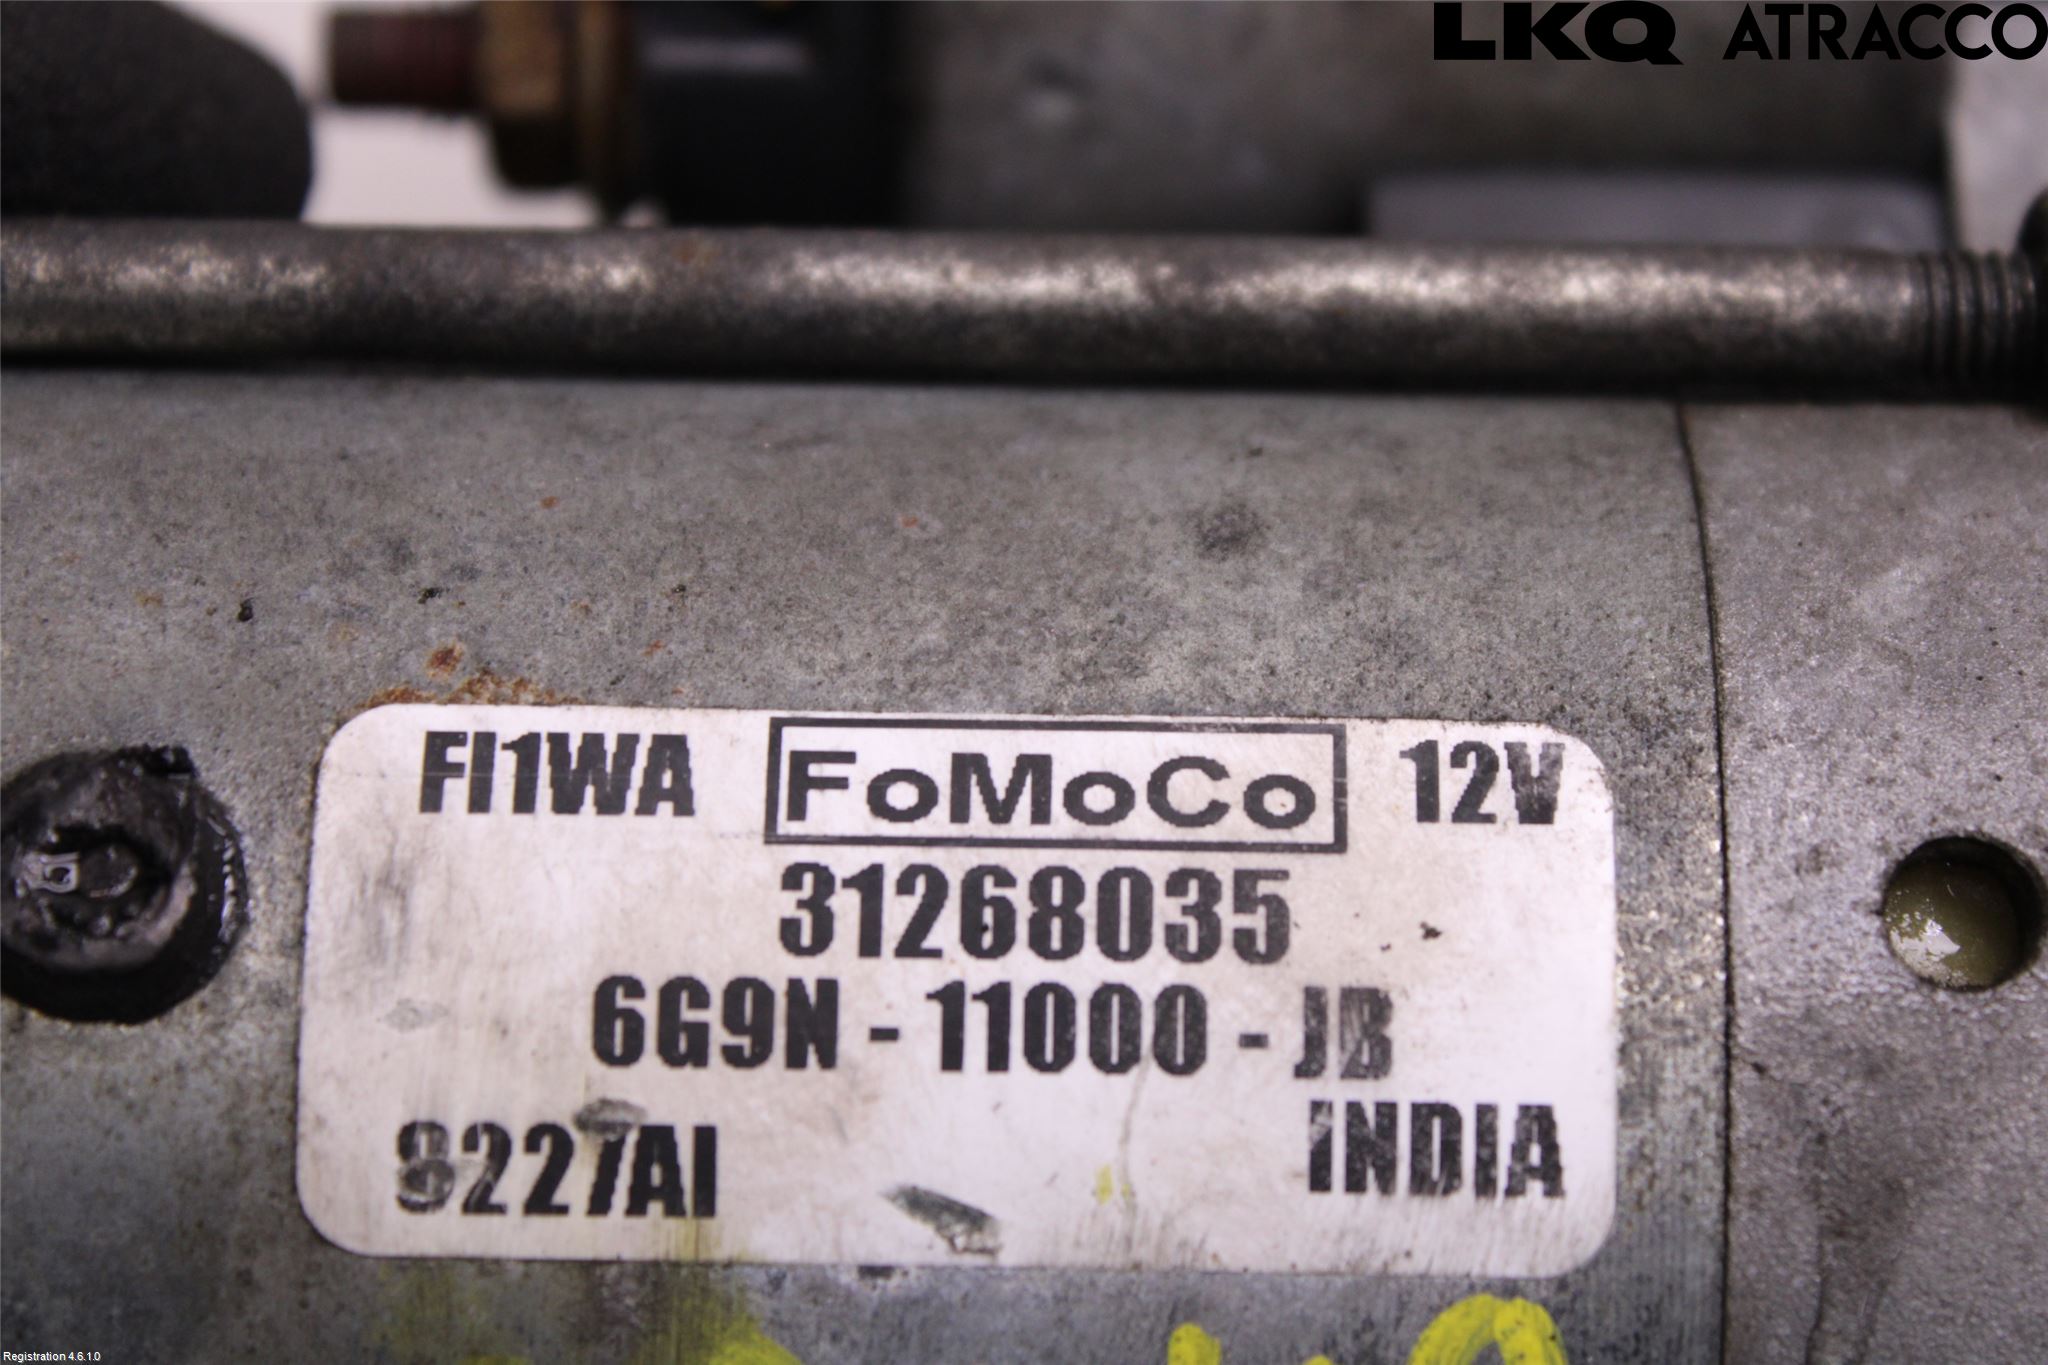 LKQ ATRACCO
FI1WA FoMoCo 12V
31268035
6G9N - 11000 - JB
8227AI INDIA
Registration 4.6.1.0